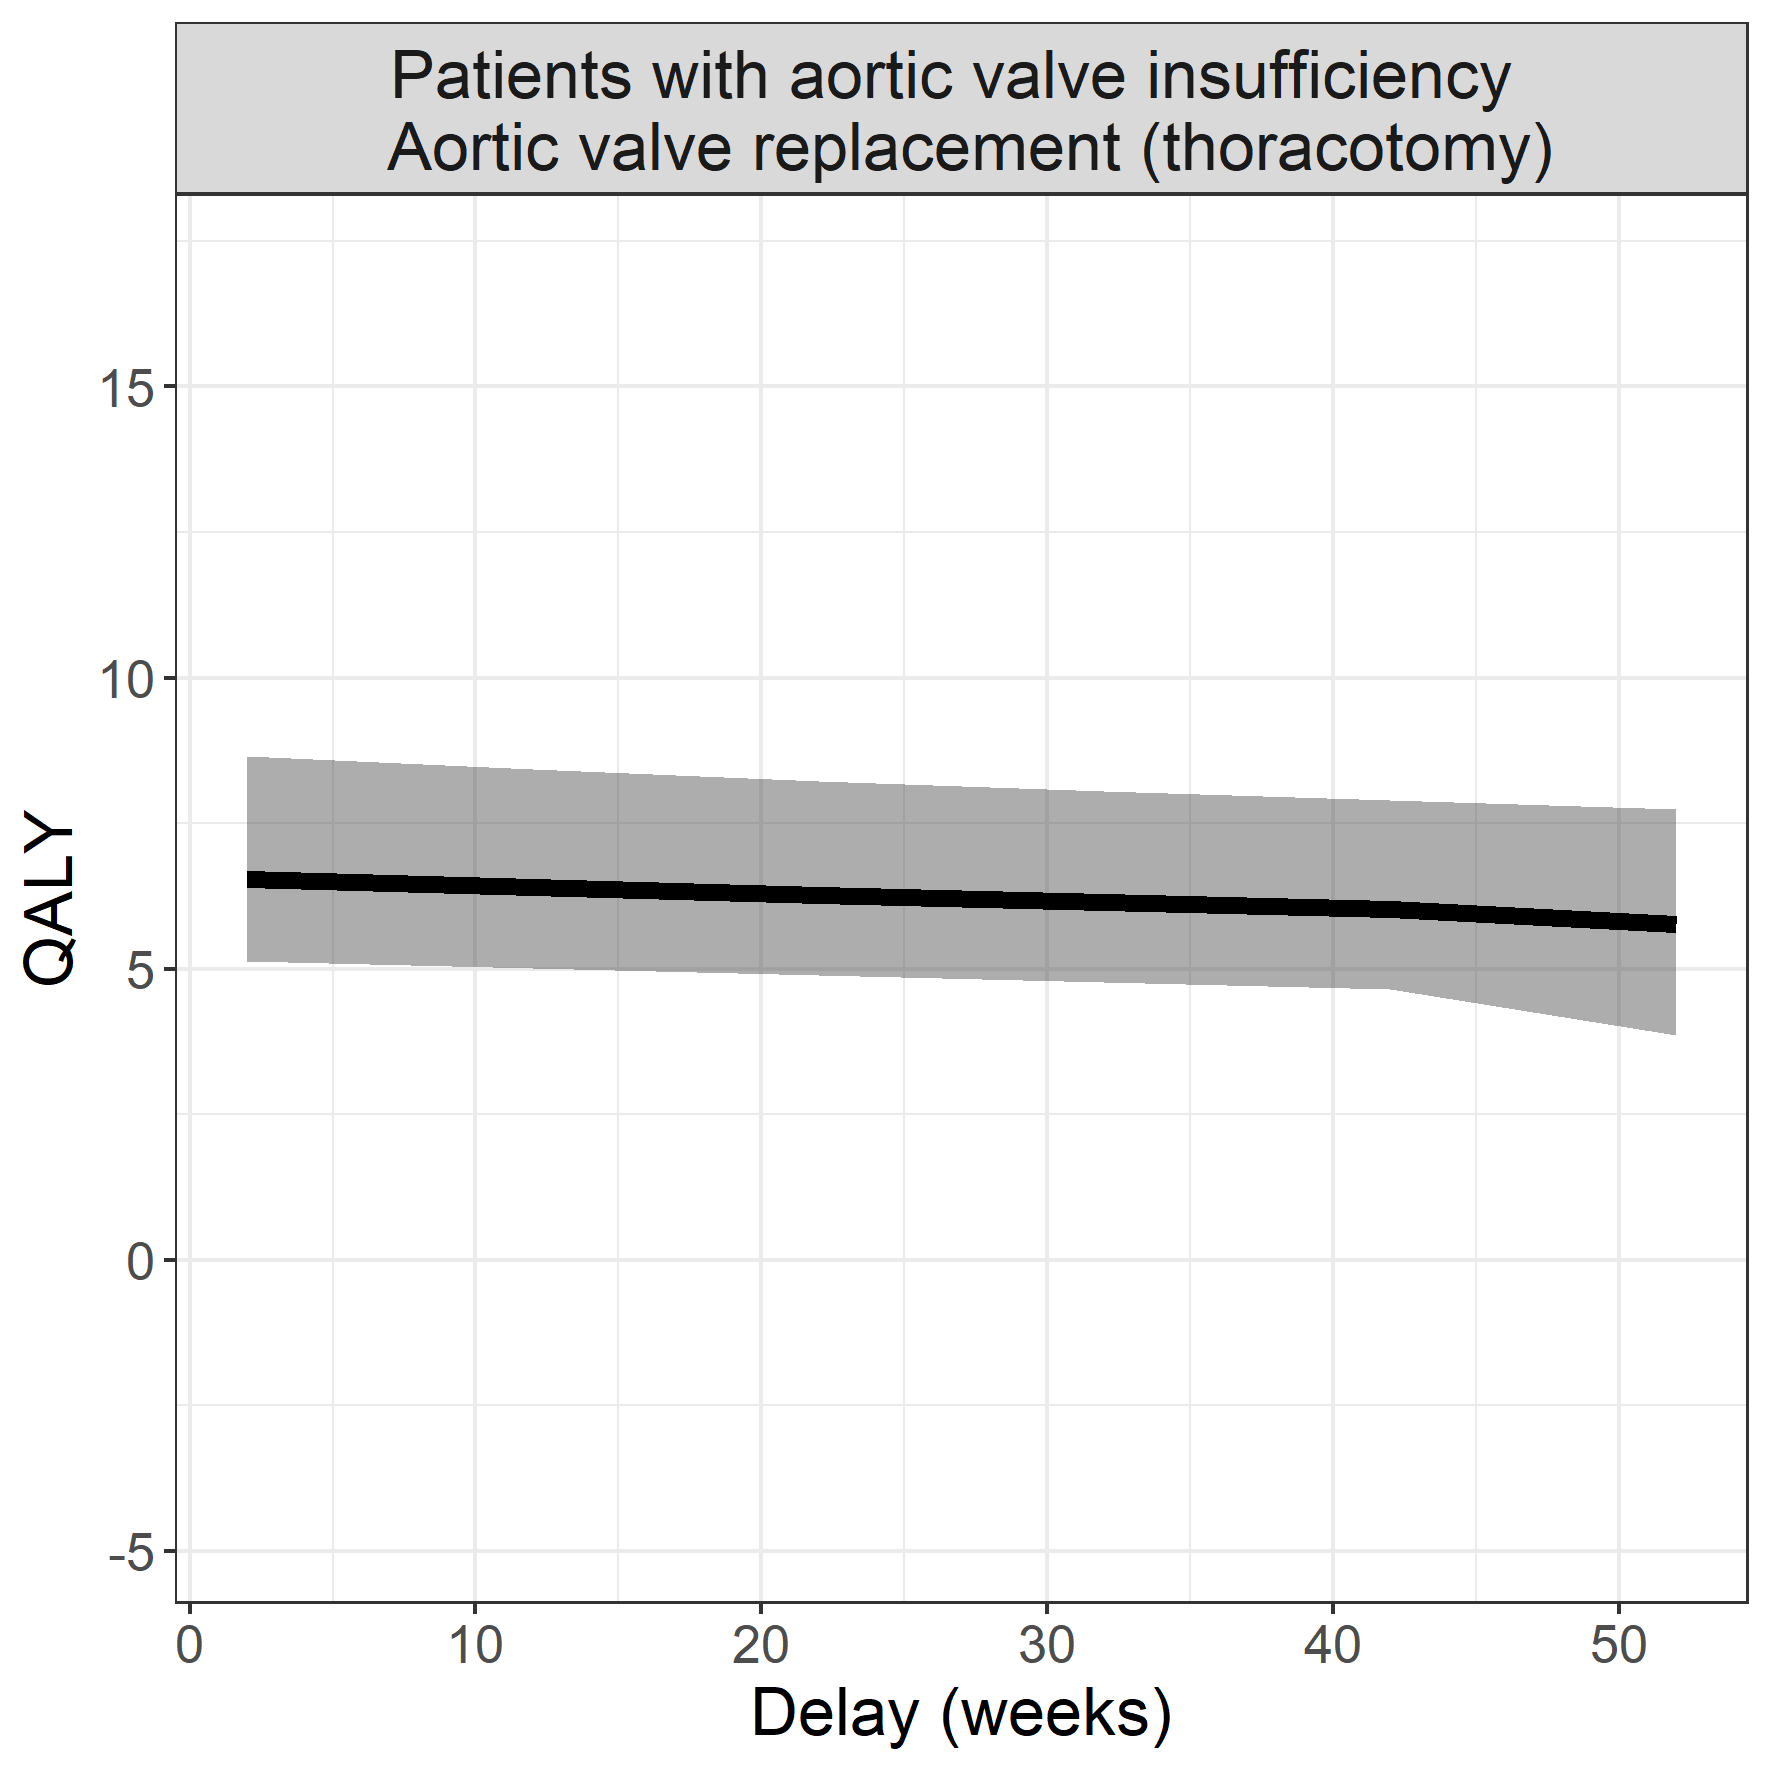 Patients with aortic valve insufficiency
Aortic valve replacement (thoracotomy)
QALY
15
10
5
0
-5
0 10 20 30 40 50
Delay (weeks)